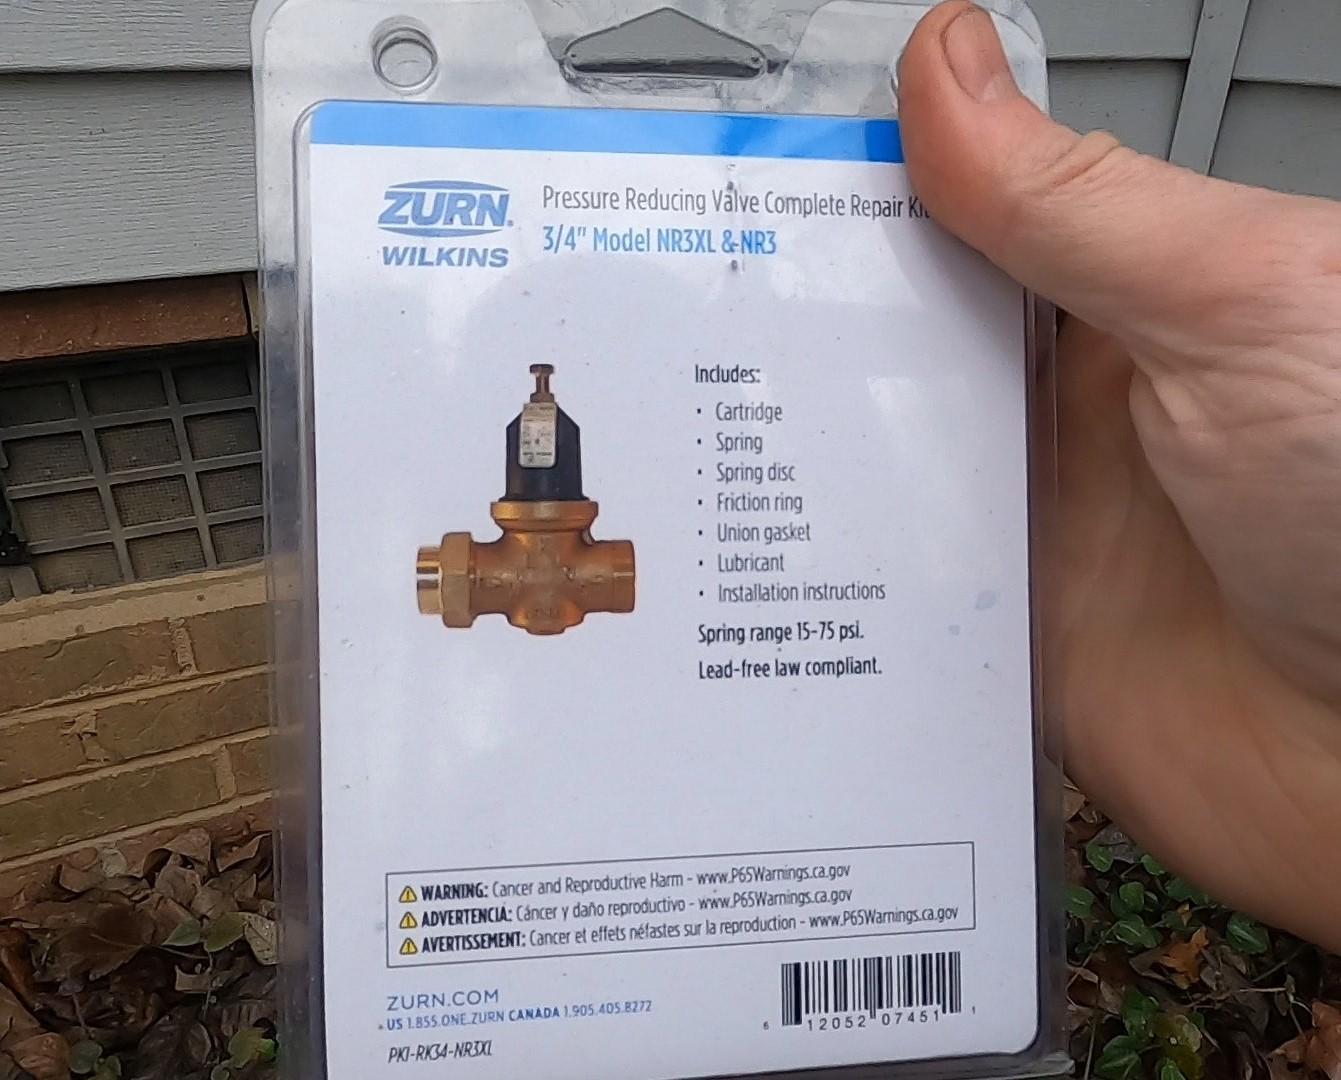 ZURN.
WILKINS
Pressure Reducing Valve Complete Repair
3/4" Model NR3XL & NR3
Includes:
· Cartridge
· Spring
· Spring disc
· Friction ring
· Union gasket
· Lubricant
· Installation instructions
Spring range 15-75 psi.
Lead-free law compliant.
WARNING: Cancer and Reproductive Harm - www.P65Warnings.ca.gov
ADVERTENCIA: Cáncer y daño reproductivo - www.P65Warnings.ca.gov
AVERTISSEMENT: Cancer et effets néfastes sur la reproduction - www.P65Warnings.ca.gov
ZURN.COM
US 1.855.ONE.ZURN CANADA 1.905.405.8272
PKI-RK34-NR3XL
6 12052 07451 1